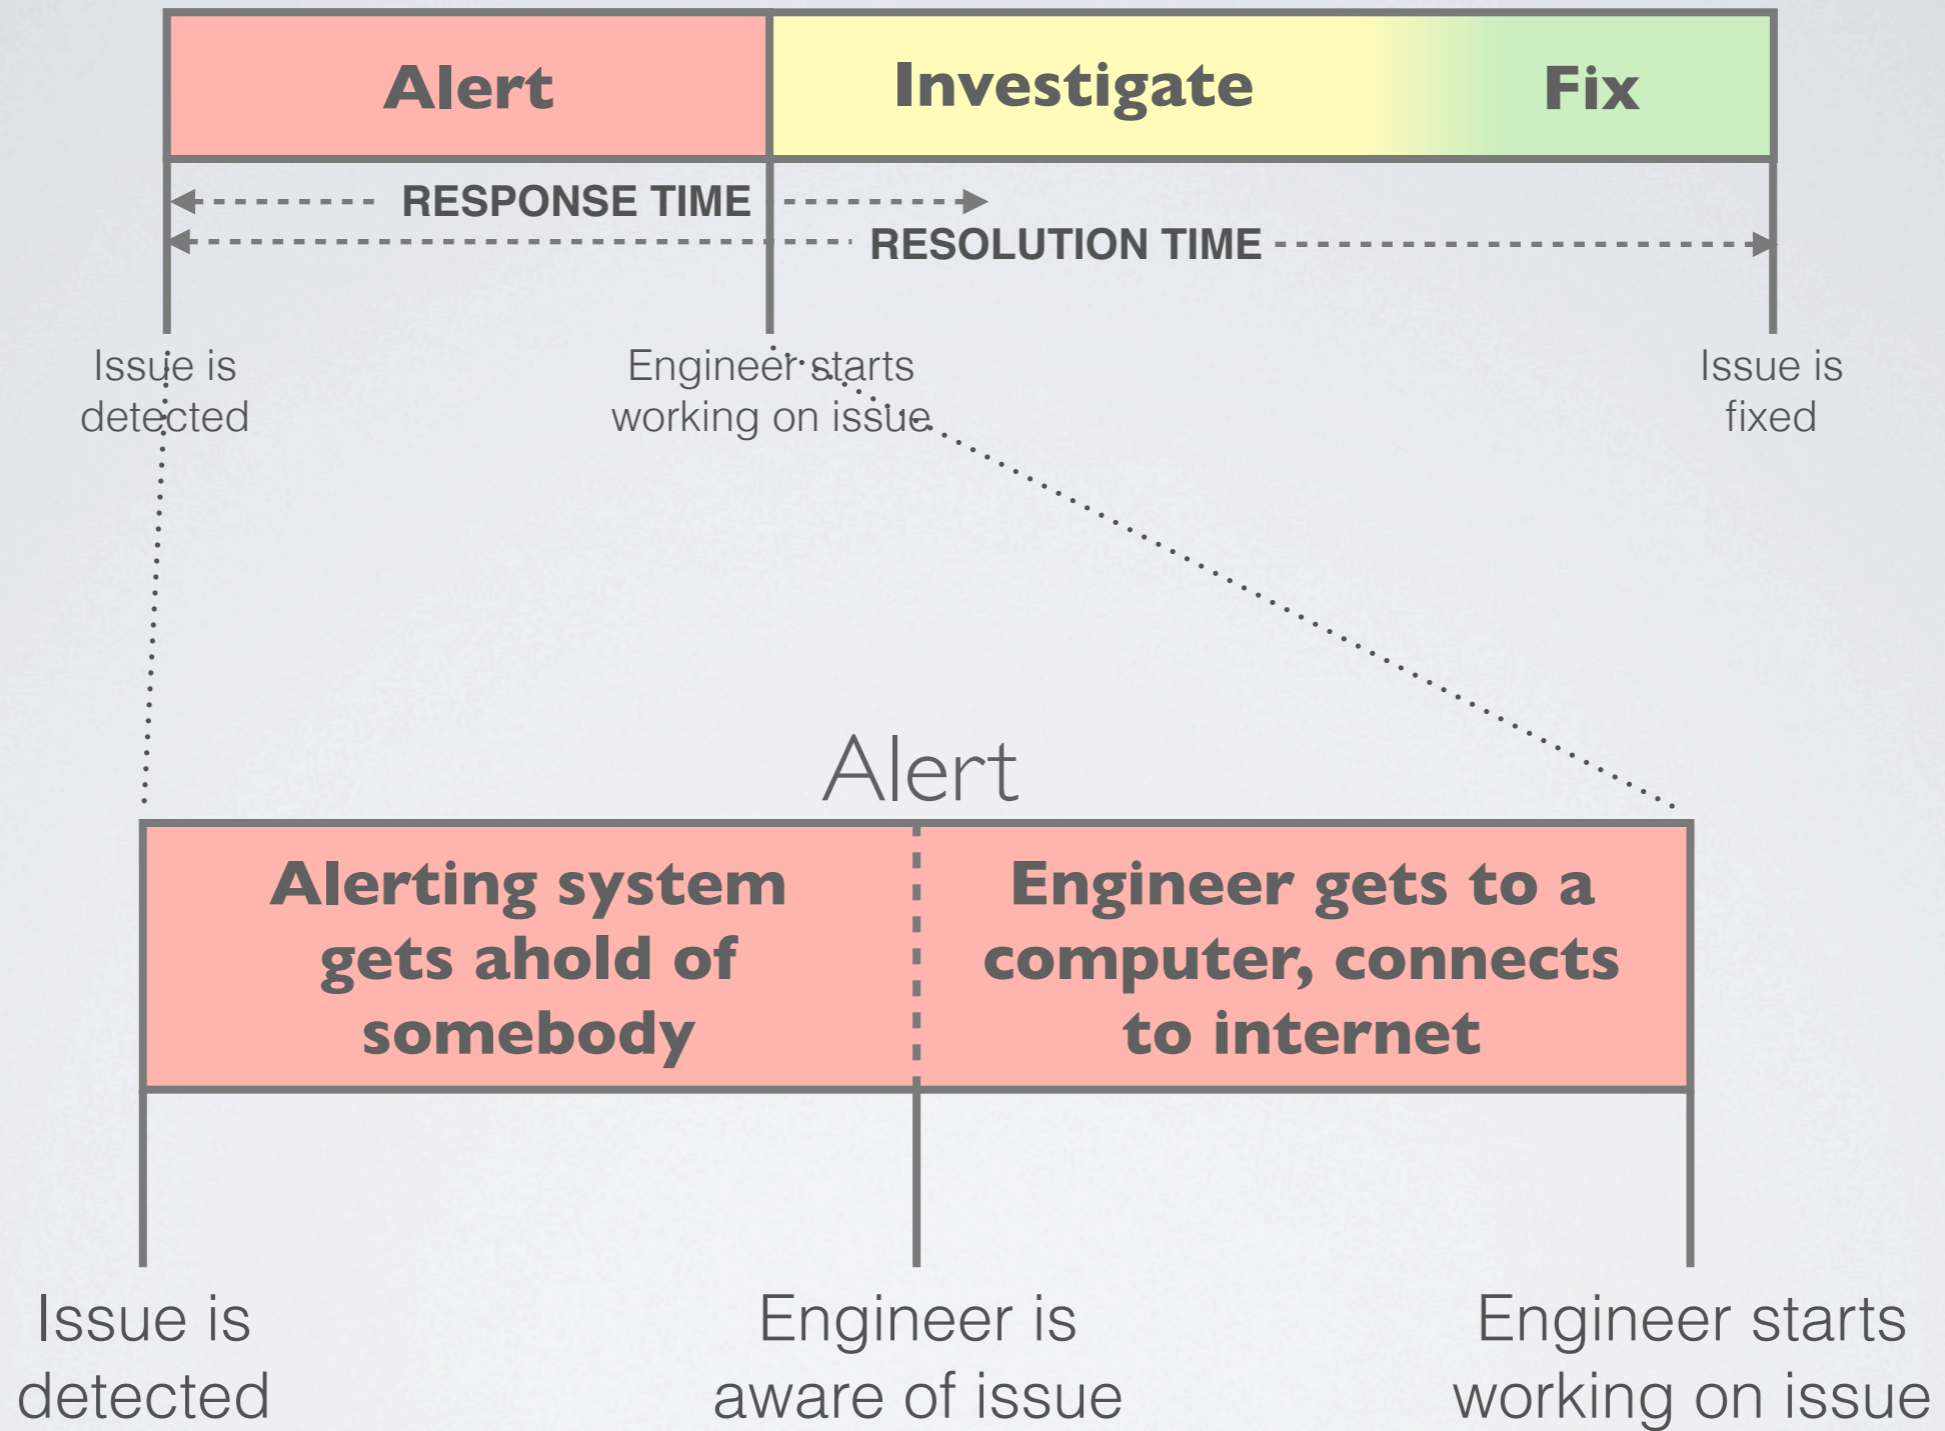 Alert
Investigate
Fix
RESPONSE TIME
RESOLUTION TIME
Issue is
detected
Engineer starts
working on issue
Issue is
fixed
Alert
Alerting system
gets ahold of
somebody
Engineer gets to a
computer, connects
to internet
Issue is
detected
Engineer is
aware of issue
Engineer starts
working on issue